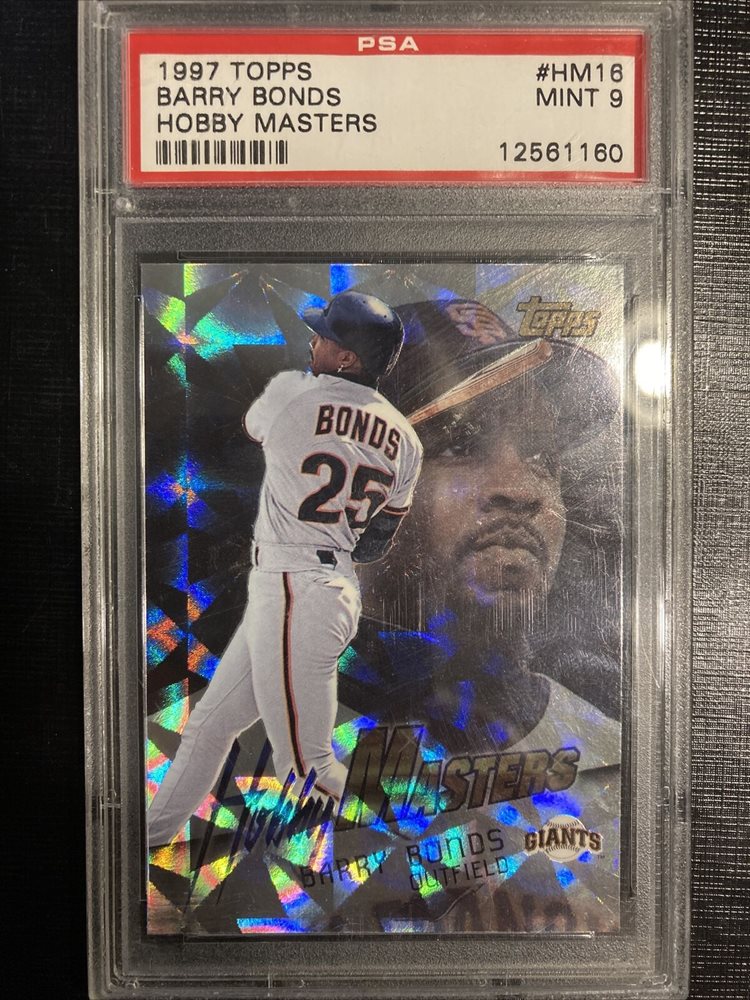 PSA
1997 TOPPS #HM16
BARRY BONDS MINT 9
HOBBY MASTERS
12561160
TOPPS
BONDS
25
Hobby MASTERS
BARRY BONDS
OUTFIELD
GIANTS